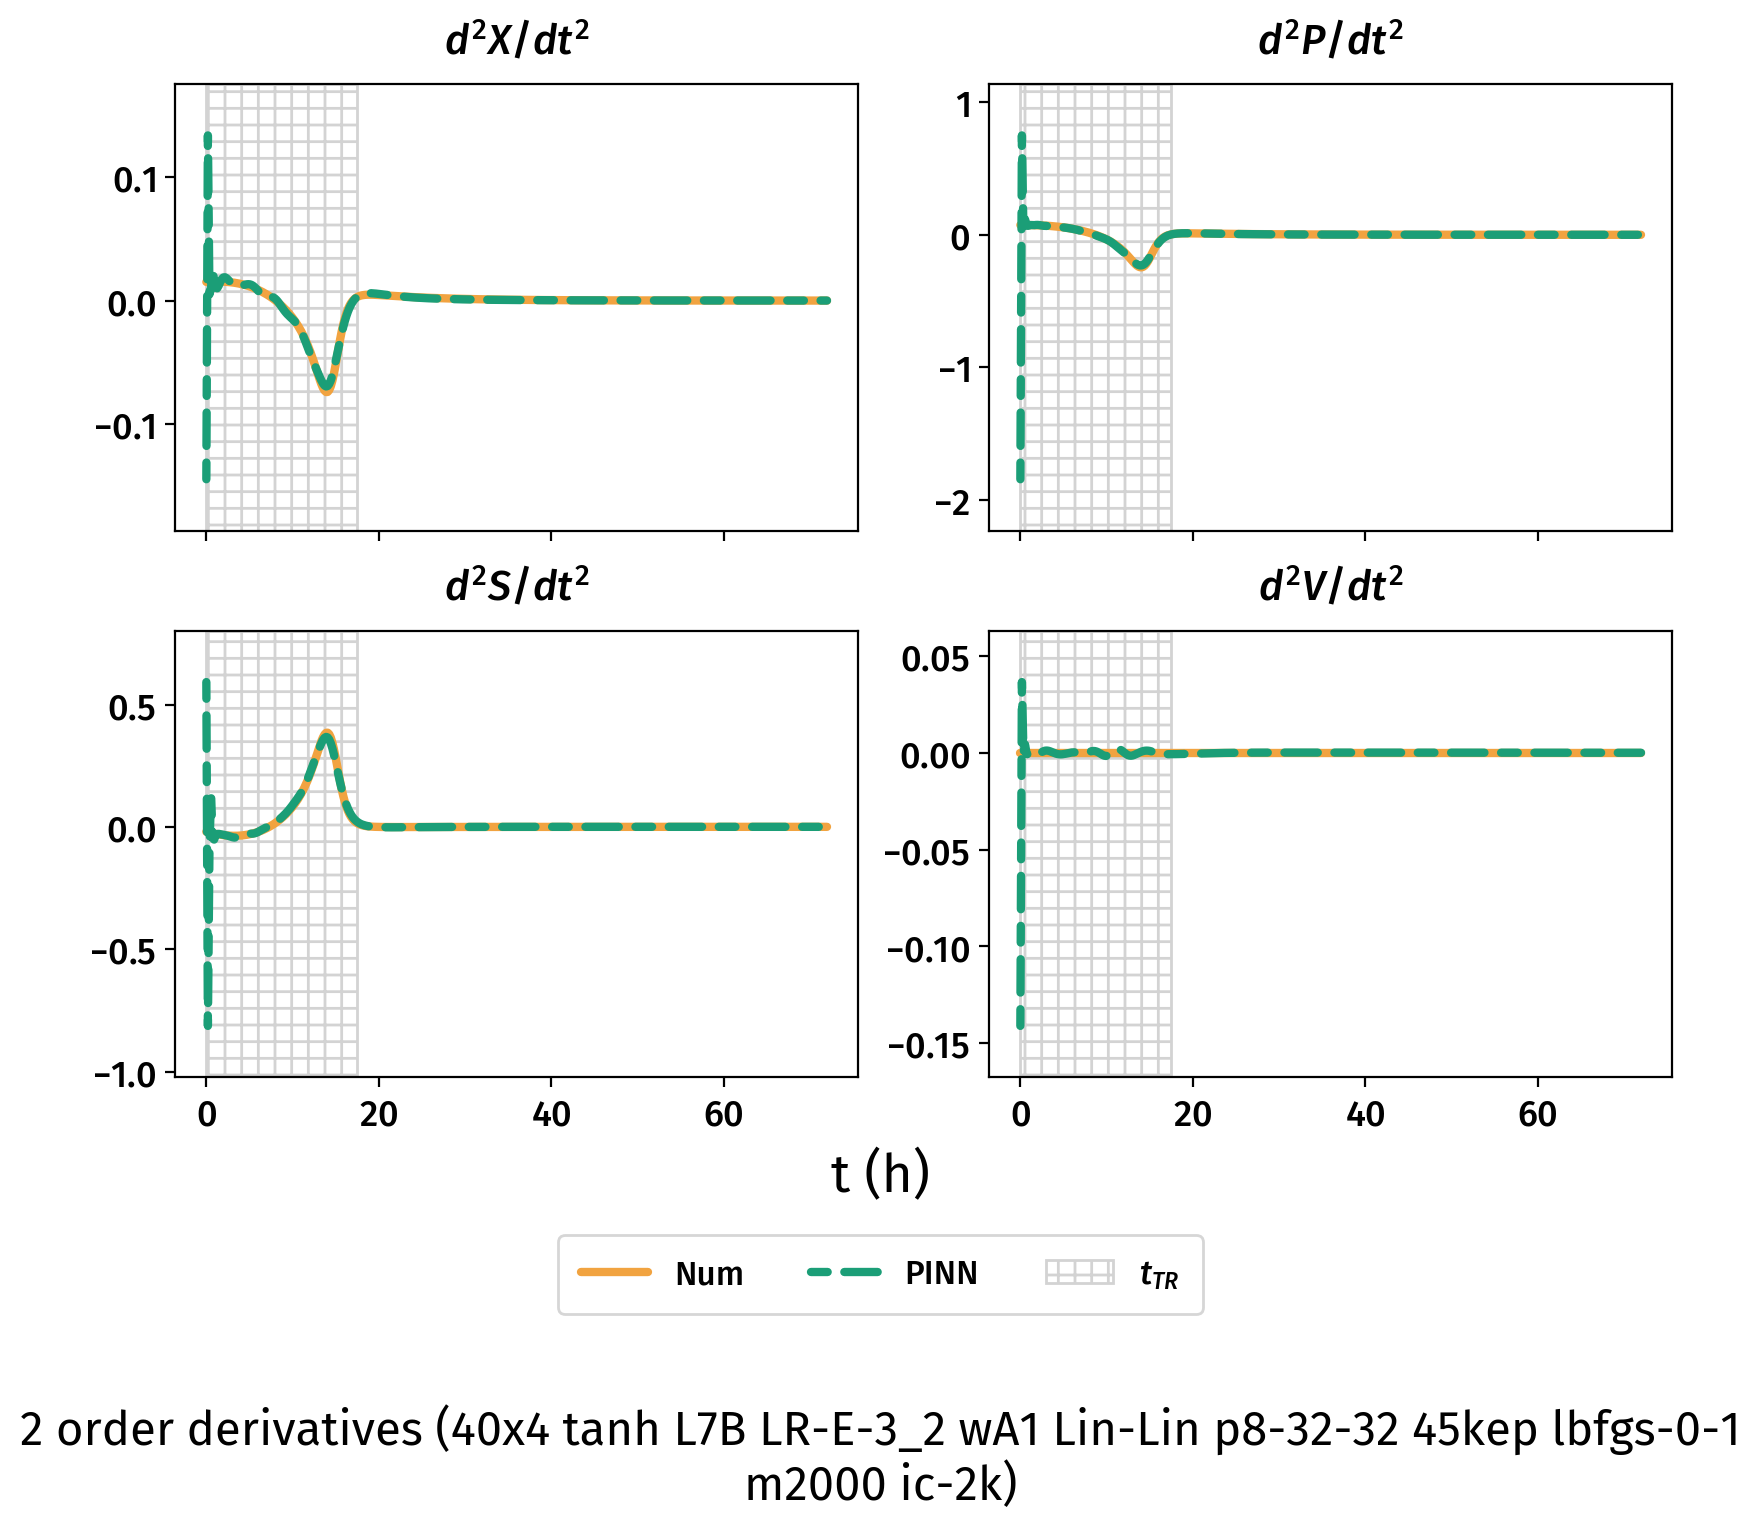 d²X/dt²
d²P/dt²
0.1
0.0
−0.1
1
0
−1
−2
d²S/dt²
d²V/dt²
0.5
0.0
−0.5
−1.0
0.05
0.00
−0.05
−0.10
−0.15
0 20 40 60
0 20 40 60
t (h)
Num PINN t_TR
2 order derivatives (40x4 tanh L7B LR-E-3_2 wA1 Lin-Lin p8-32-32 45kep lbfgs-0-1
m2000 ic-2k)